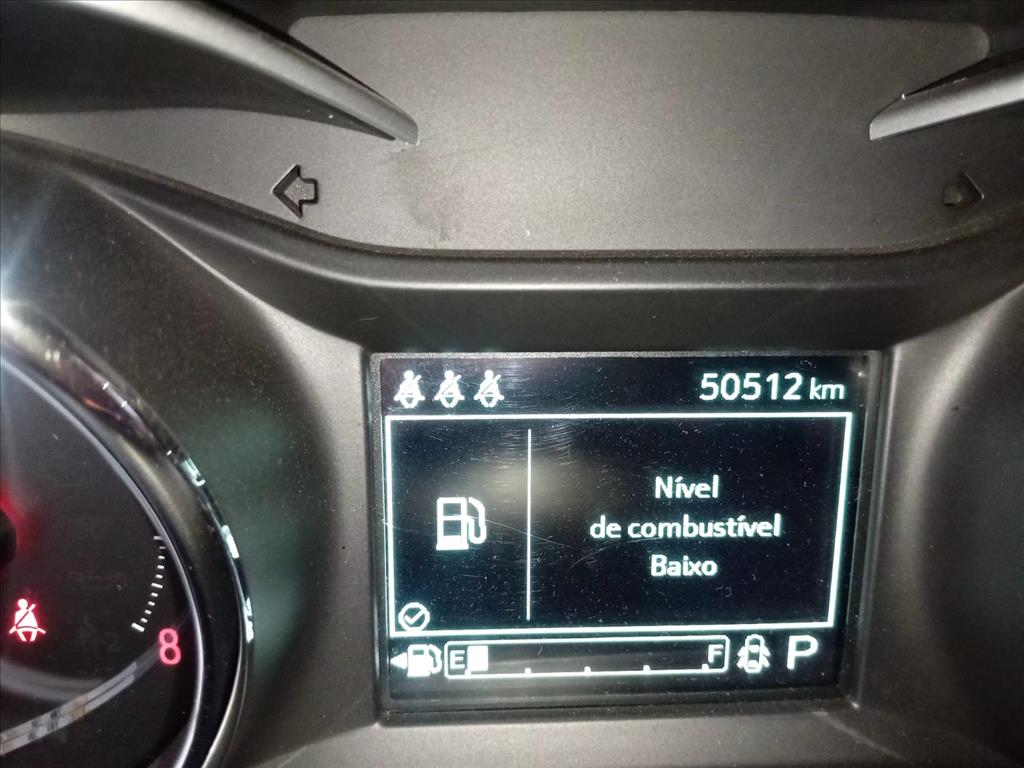 50512 km
Nível
de combustível
Baixo
E F P
8